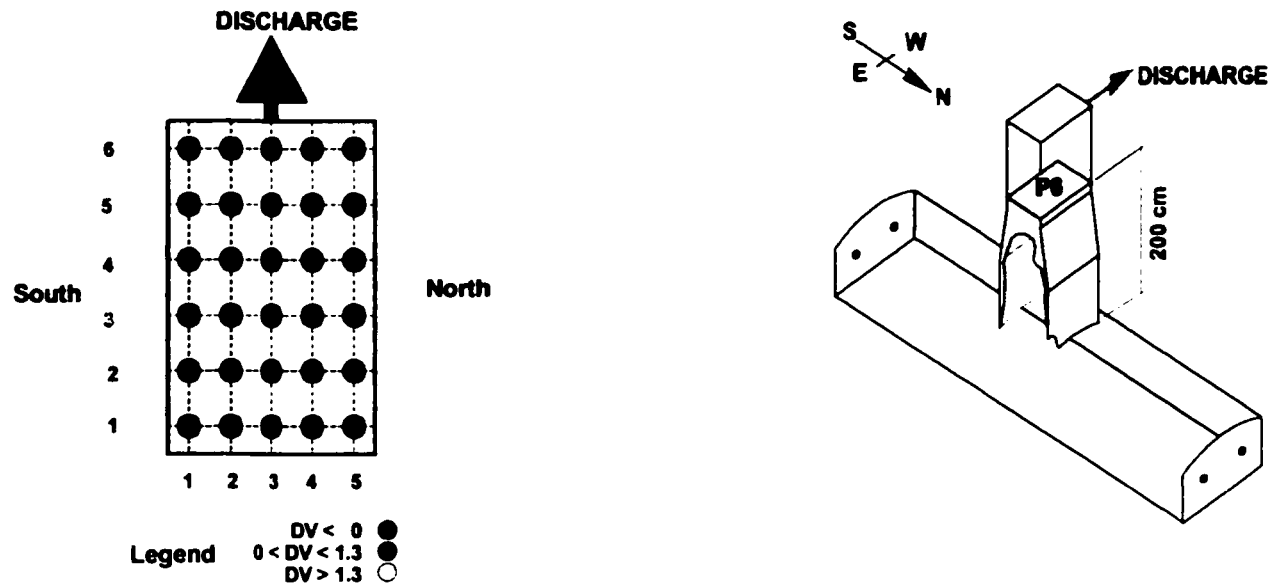 DISCHARGE
6
5
4
South
North
3
2
1
1 2 3 4 5
Legend
DV < 0
0 < DV < 1.3
DV > 1.3
S
W
E
N
DISCHARGE
P6
200 cm